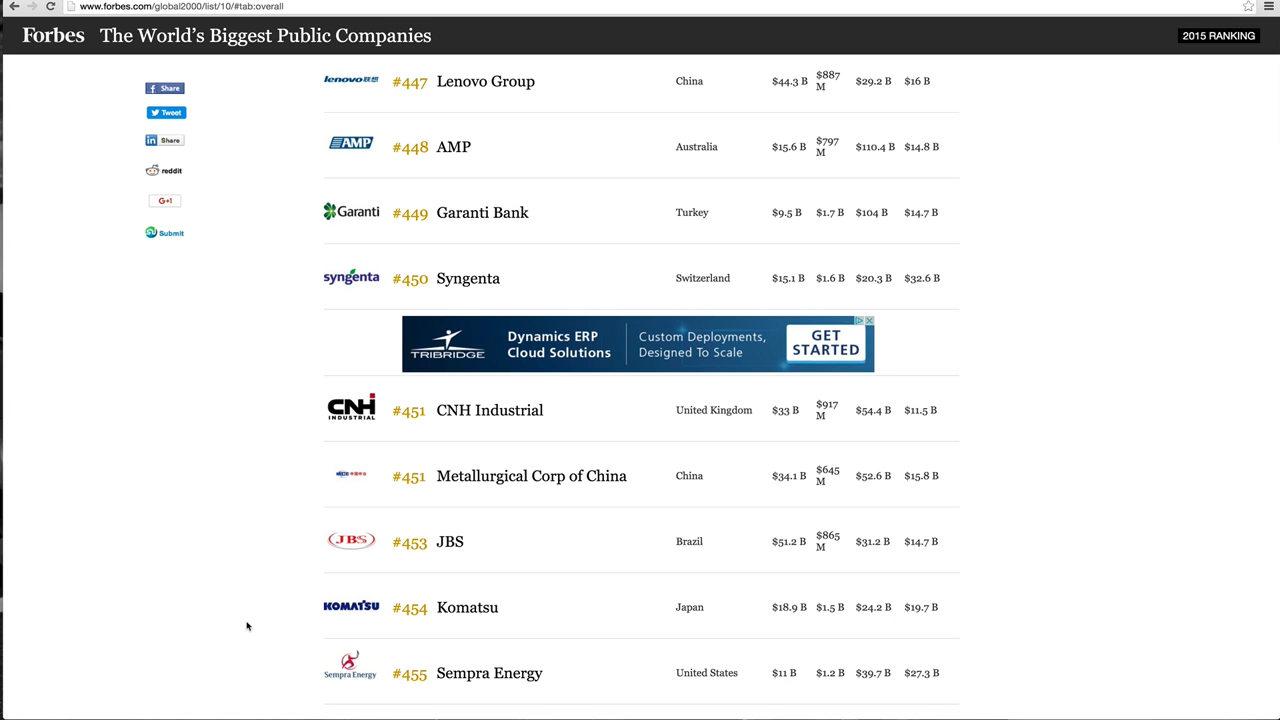 www.forbes.com/global2000/list/10/#tab:overall
Forbes The World's Biggest Public Companies 2015 RANKING
f Share
Tweet
in Share
reddit
G+1
Submit
lenovo 联想 #447 Lenovo Group China $44.3 B $887 M $29.2 B $16 B
AMP #448 AMP Australia $15.6 B $797 M $110.4 B $14.8 B
Garanti #449 Garanti Bank Turkey $9.5 B $1.7 B $104 B $14.7 B
syngenta #450 Syngenta Switzerland $15.1 B $1.6 B $20.3 B $32.6 B
TRIBRIDGE
Dynamics ERP
Cloud Solutions
Custom Deployments,
Designed To Scale
GET
STARTED
CNH INDUSTRIAL #451 CNH Industrial United Kingdom $33 B $917 M $54.4 B $11.5 B
#451 Metallurgical Corp of China China $34.1 B $645 M $52.6 B $15.8 B
JBS #453 JBS Brazil $51.2 B $865 M $31.2 B $14.7 B
KOMATSU #454 Komatsu Japan $18.9 B $1.5 B $24.2 B $19.7 B
Sempra Energy #455 Sempra Energy United States $11 B $1.2 B $39.7 B $27.3 B